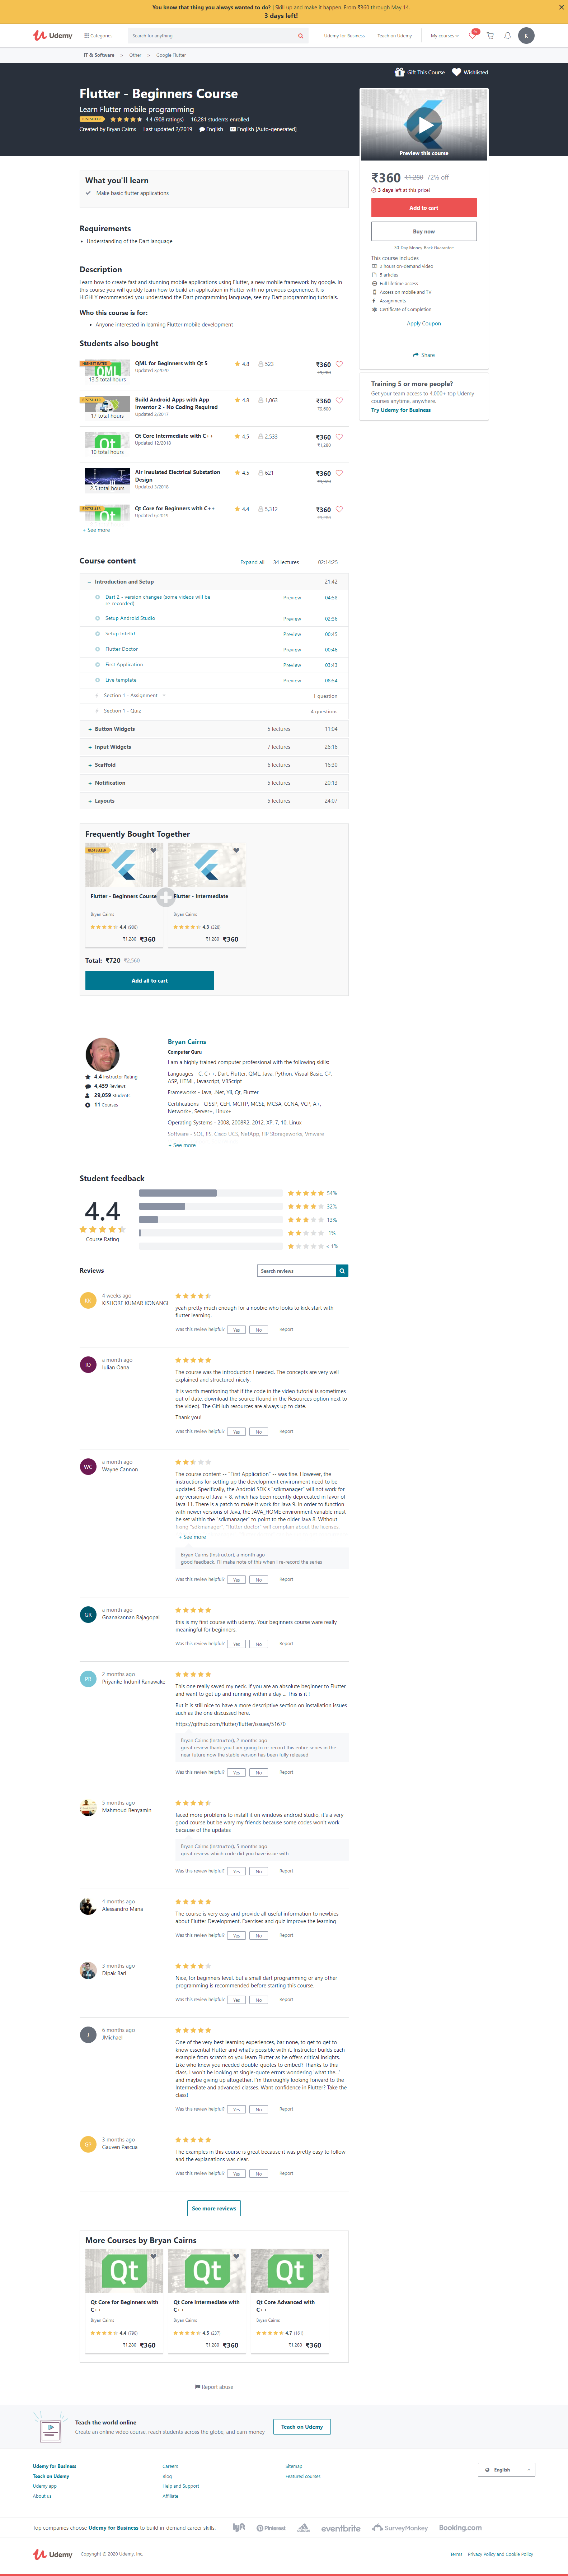 You know that thing you always wanted to do? | Skill up and make it happen. From ₹360 through May 14.
3 days left!
Udemy
Categories
Search for anything
Udemy for Business
Teach on Udemy
My courses
K
IT & Software > Other > Google Flutter
Gift This Course
Wishlisted
Flutter - Beginners Course
Learn Flutter mobile programming
BESTSELLER 4.4 (908 ratings) 16,281 students enrolled
Created by Bryan Cairns Last updated 2/2019 English English [Auto-generated]
Preview this course
₹360 ₹1,280 72% off
3 days left at this price!
Add to cart
Buy now
30-Day Money-Back Guarantee
This course includes
2 hours on-demand video
5 articles
Full lifetime access
Access on mobile and TV
Assignments
Certificate of Completion
Apply Coupon
Share
Training 5 or more people?
Get your team access to 4,000+ top Udemy
courses anytime, anywhere.
Try Udemy for Business
What you'll learn
Make basic flutter applications
Requirements
Understanding of the Dart language
Description
Learn how to create fast and stunning mobile applications using Flutter, a new mobile framework by google. In
this course you will quickly learn how to build an application in Flutter with no previous experience. It is
HIGHLY recommended you understand the Dart programming language, see my Dart programming tutorials.
Who this course is for:
Anyone interested in learning Flutter mobile development
Students also bought
HIGHEST RATED
13.5 total hours
QML for Beginners with Qt 5
Updated 3/2020
4.8 523 ₹360
₹1,280
BESTSELLER
17 total hours
Build Android Apps with App
Inventor 2 - No Coding Required
Updated 2/2017
4.8 1,063 ₹360
10 total hours
Qt Core Intermediate with C++
Updated 12/2018
4.5 2,533 ₹360
₹1,280
2.5 total hours
Air Insulated Electrical Substation
Design
Updated 3/2018
4.5 621 ₹360
BESTSELLER
Qt Core for Beginners with C++
Updated 6/2019
4.4 5,312 ₹360
₹1,280
+ See more
Course content
Expand all 34 lectures 02:14:25
Introduction and Setup 21:42
Dart 2 - version changes (some videos will be
re-recorded) Preview 04:58
Setup Android Studio Preview 02:36
Setup IntelliJ Preview 00:45
Flutter Doctor Preview 00:46
First Application Preview 03:43
Live template Preview 08:54
Section 1 - Assignment 1 question
Section 1 - Quiz 4 questions
Button Widgets 5 lectures 11:04
Input Widgets 7 lectures 26:16
Scaffold 6 lectures 16:30
Notification 5 lectures 20:13
Layouts 5 lectures 24:07
Frequently Bought Together
BESTSELLER
Flutter - Beginners Course
Bryan Cairns
4.4 (908)
₹1,280 ₹360
Flutter - Intermediate
Bryan Cairns
4.3 (228)
₹1,280 ₹360
Total: ₹720 ₹2,560
Add all to cart
4.4 Instructor Rating
4,459 Reviews
29,059 Students
11 Courses
Bryan Cairns
Computer Guru
I am a highly trained computer professional with the following skills:
Languages - C, C++, Dart, Flutter, QML, Java, Python, Visual Basic, C#,
ASP, HTML, Javascript, VBScript
Frameworks - Java, .Net, Yii, Qt, Flutter
Certifications - CISSP, CEH, MCITP, MCSE, MCSA, CCNA, VCP, A+,
Network+, Server+, Linux+
Operating Systems - 2008, 2008R2, 2012, XP, 7, 10, Linux
Software - SQL, IIS, Cisco UCS, NetApp, HP Storageworks, Vmware
+ See more
Student feedback
4.4
Course Rating
54%
32%
13%
1%
< 1%
Reviews
Search reviews
KK
4 weeks ago
KISHORE KUMAR KONANGI
yeah pretty much enough for a noobie who looks to kick start with
flutter learning.
Was this review helpful? Yes No Report
IO
a month ago
Iulian Oana
The course was the introduction I needed. The concepts are very well
explained and structured nicely.
It is worth mentioning that if the code in the video tutorial is sometimes
out of date, download the source (found in the Resources option next to
the video). The GitHub resources are always up to date.
Thank you!
Was this review helpful? Yes No Report
WC
a month ago
Wayne Cannon
The course content -- "First Application" -- was fine. However, the
instructions for setting up the development environment need to be
updated. Specifically, the Android SDK's "sdkmanager" will not work for
any versions of Java > 8, which has been recently deprecated in favor of
Java 11. There is a patch to make it work for Java 9. In order to function
with newer versions of Java, the JAVA_HOME environment variable must
be set within the "sdkmanager" to point to the older Java 8. Without
fixing "sdkmanager", "flutter doctor" will complain about the licenses.
+ See more
Bryan Cairns (Instructor), a month ago
good feedback, I'll make note of this when I re-record the series
Was this review helpful? Yes No Report
GR
a month ago
Gnanakannan Rajagopal
this is my first course with udemy. Your beginners course ware really
meaningful for beginners.
Was this review helpful? Yes No Report
PR
2 months ago
Priyanke Indunil Ranawake
This one really saved my neck. If you are an absolute beginner to Flutter
and want to get up and running within a day ... This is it !
But it is still nice to have a more descriptive section on installation issues
such as the one discussed here.
https://github.com/flutter/flutter/issues/51670
Bryan Cairns (Instructor), 2 months ago
great review thank you I am going to re-record this entire series in the
near future now the stable version has been fully released
Was this review helpful? Yes No Report
5 months ago
Mahmoud Benyamin
faced more problems to install it on windows android studio, it's a very
good course but be wary my friends because some codes won't work
because of the updates
Bryan Cairns (Instructor), 5 months ago
great review, which code did you have issue with
Was this review helpful? Yes No Report
4 months ago
Alessandro Mana
The course is very easy and provide all useful information to newbies
about Flutter Development. Exercises and quiz improve the learning
Was this review helpful? Yes No Report
3 months ago
Dipak Bari
Nice, for beginners level, but a small start programming or any other
programming is recommended before starting this course.
Was this review helpful? Yes No Report
J
6 months ago
JMichael
One of the very best learning experiences, bar none, to get to get to
know essential Flutter and what's possible with it. Instructor builds each
example from scratch so you learn Flutter as he offers critical insights.
Like who knew you needed double-quotes to ended? Thanks to this
class, I won't be looking at single-quote errors wondering 'what the...'
and maybe giving up altogether. I'm thoroughly looking forward to the
intermediate and advanced classes. Want confidence in Flutter? Take the
class!
Was this review helpful? Yes No Report
GP
3 months ago
Gauven Pascua
The examples in this course is great because it was pretty easy to follow
and the explanations was clear.
Was this review helpful? Yes No Report
See more reviews
More Courses by Bryan Cairns
Qt Core for Beginners with
C++
Bryan Cairns
4.4 (790)
₹1,280 ₹360
Qt Core Intermediate with
C++
Bryan Cairns
4.5 (237)
₹1,280 ₹360
Qt Core Advanced with
C++
Bryan Cairns
4.7 (161)
₹1,280 ₹360
Report abuse
Teach the world online
Create an online video course, reach students across the globe, and earn money
Teach on Udemy
Udemy for Business
Teach on Udemy
Udemy app
About us
Careers
Blog
Help and Support
Affiliate
Sitemap
Featured courses
English
Top companies choose Udemy for Business to build in-demand career skills.
lyft
Pinterest
eventbrite
SurveyMonkey
Booking.com
Udemy Copyright © 2020 Udemy, Inc.
Terms Privacy Policy and Cookie Policy